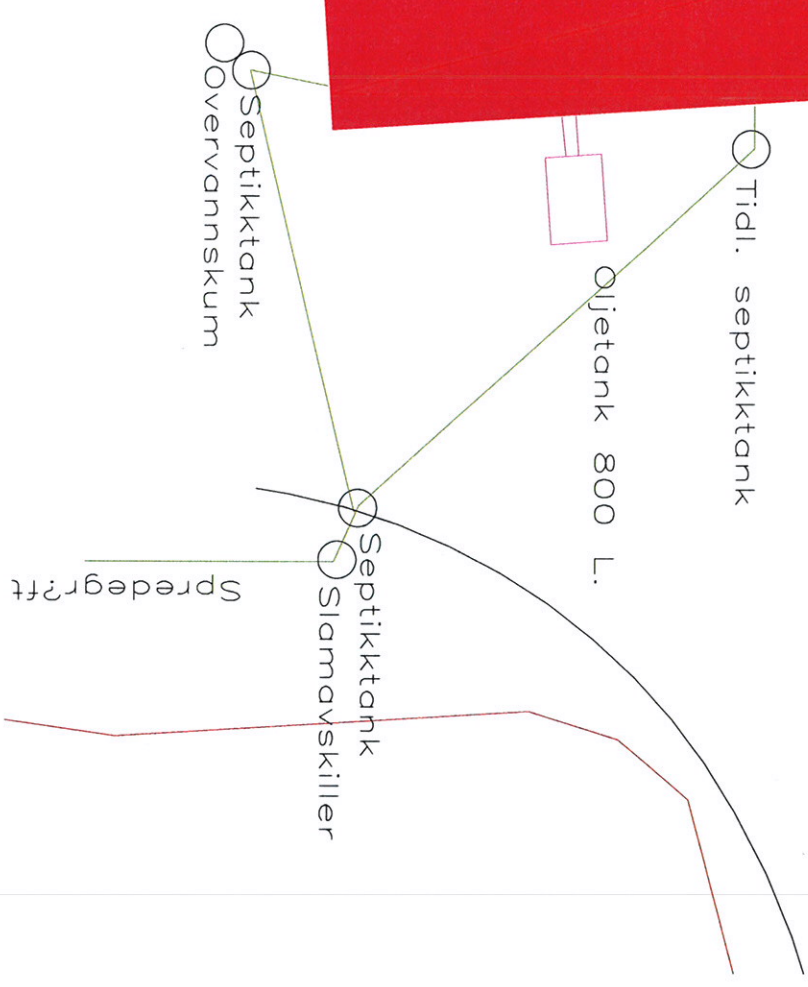 Tidl. septikktank
Oljetank 800 L.
Septikktank
Overvannskum
Septikktank
Slamavskiller
Spredegr?ft